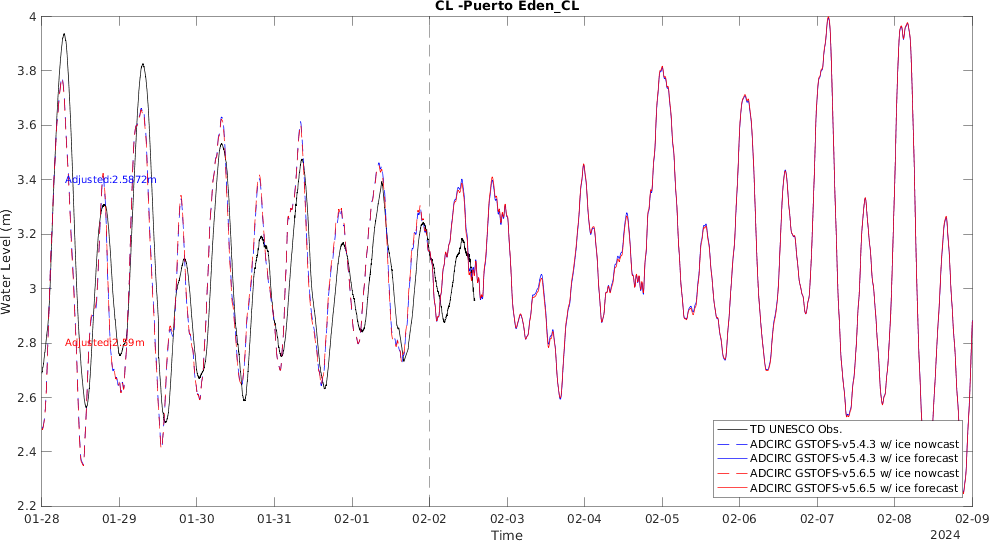 CL -Puerto Eden_CL
4
3.8
3.6
3.4
3.2
3
2.8
2.6
2.4
2.2
Water Level (m)
Adjusted:2.5872m
Adjusted:2.59m
TD UNESCO Obs.
ADCIRC GSTOFS-v5.4.3 w/ ice nowcast
ADCIRC GSTOFS-v5.4.3 w/ ice forecast
ADCIRC GSTOFS-v5.6.5 w/ ice nowcast
ADCIRC GSTOFS-v5.6.5 w/ ice forecast
01-28 01-29 01-30 01-31 02-01 02-02 02-03 02-04 02-05 02-06 02-07 02-08 02-09
Time
2024